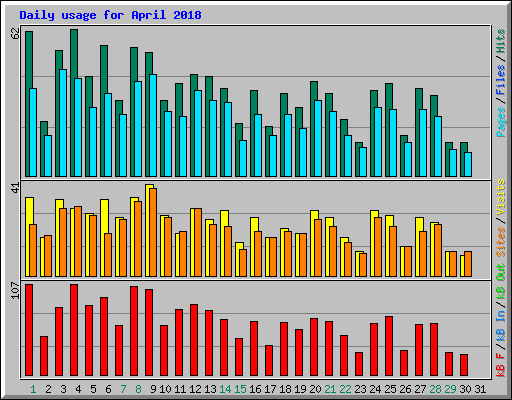 Daily usage for April 2018
62
Pages / Files / Hits
41
Sites / Visits
107
kB F / kB In / kB Out
1 2 3 4 5 6 7 8 9 10 11 12 13 14 15 16 17 18 19 20 21 22 23 24 25 26 27 28 29 30 31